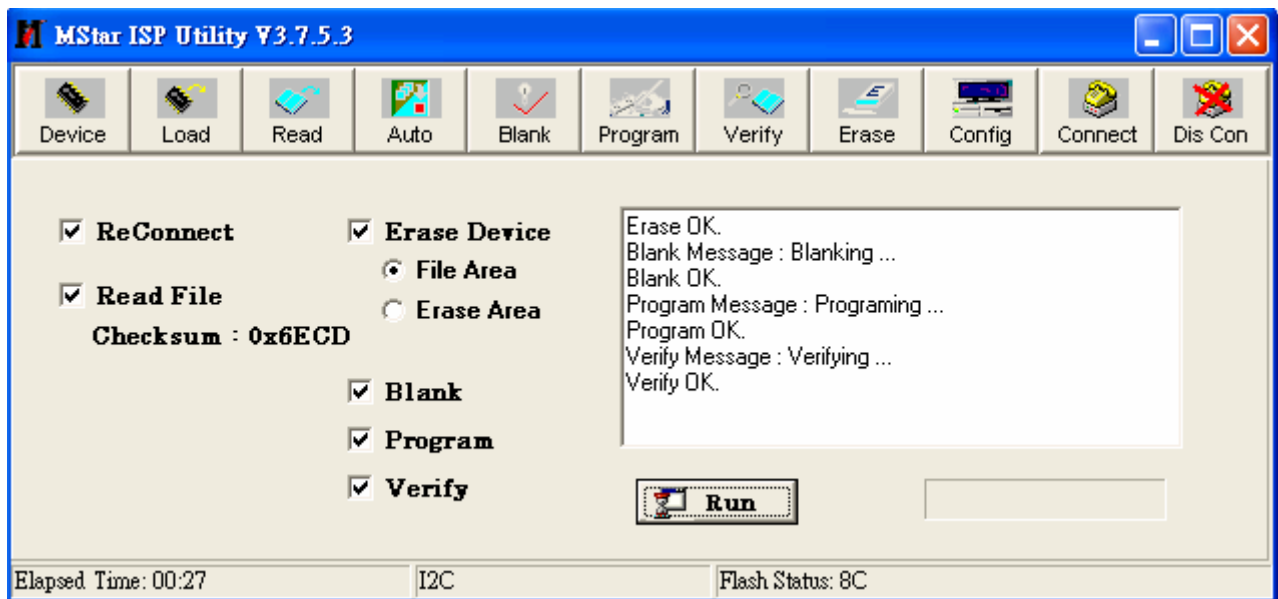 MStar ISP Utility V3.7.5.3
Device Load Read Auto Blank Program Verify Erase Config Connect Dis Con
ReConnect
Read File
Checksum : 0x6ECD
Erase Device
File Area
Erase Area
Blank
Program
Verify
Erase OK.
Blank Message : Blanking ...
Blank OK.
Program Message : Programing ...
Program OK.
Verify Message : Verifying ...
Verify OK.
Run
Elapsed Time: 00:27 I2C Flash Status: 8C